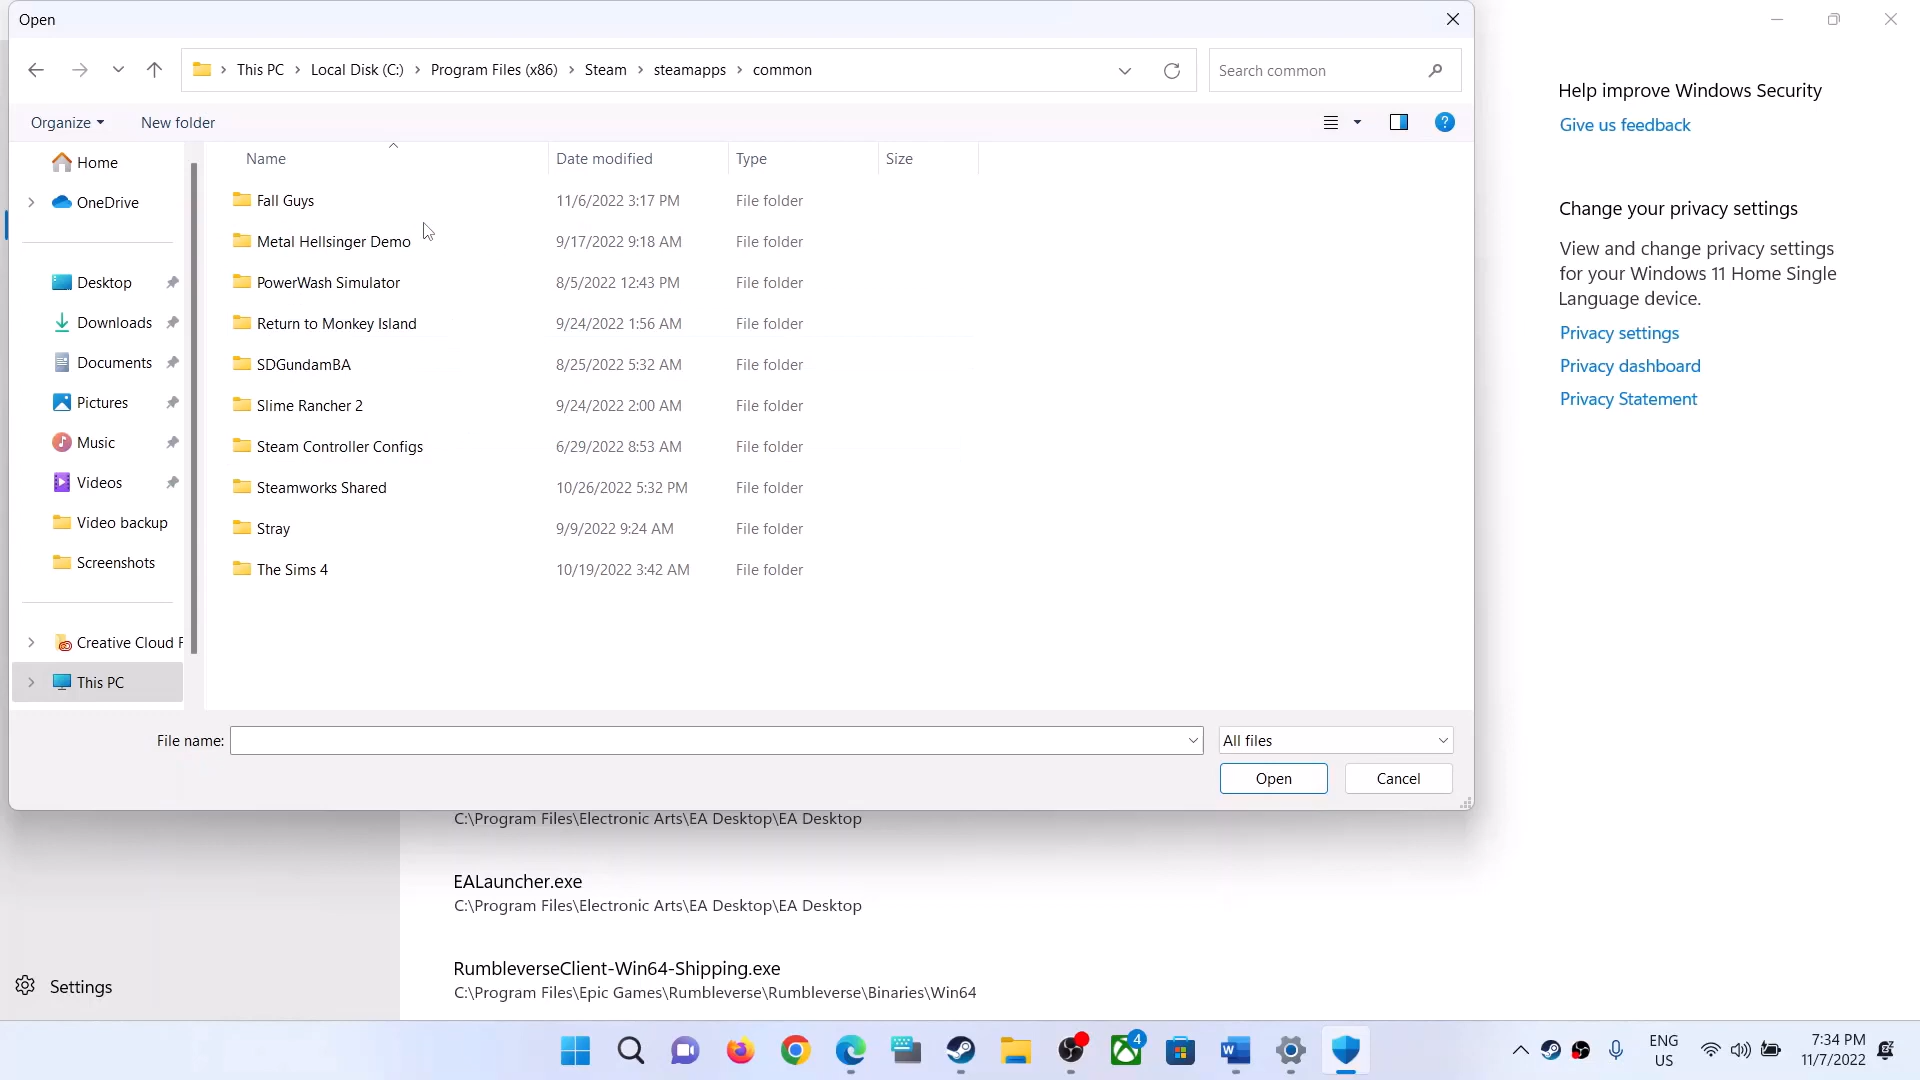 Open
This PC > Local Disk (C:) > Program Files (x86) > Steam > steamapps > common
Search common
Organize
New folder
Home
OneDrive
Desktop
Downloads
Documents
Pictures
Music
Videos
Video backup
Screenshots
Creative Cloud F
This PC
Name Date modified Type Size
Fall Guys 11/6/2022 3:17 PM File folder
Metal Hellsinger Demo 9/17/2022 9:18 AM File folder
PowerWash Simulator 8/5/2022 12:43 PM File folder
Return to Monkey Island 9/24/2022 1:56 AM File folder
SDGundamBA 8/25/2022 5:32 AM File folder
Slime Rancher 2 9/24/2022 2:00 AM File folder
Steam Controller Configs 6/29/2022 8:53 AM File folder
Steamworks Shared 10/26/2022 5:32 PM File folder
Stray 9/9/2022 9:24 AM File folder
The Sims 4 10/19/2022 3:42 AM File folder
File name:
All files
Open
Cancel
Help improve Windows Security
Give us feedback
Change your privacy settings
View and change privacy settings
for your Windows 11 Home Single
Language device.
Privacy settings
Privacy dashboard
Privacy Statement
C:\Program Files\Electronic Arts\EA Desktop\EA Desktop
EALauncher.exe
C:\Program Files\Electronic Arts\EA Desktop\EA Desktop
RumbleverseClient-Win64-Shipping.exe
C:\Program Files\Epic Games\Rumbleverse\Rumbleverse\Binaries\Win64
Settings
4
ENG
US
7:34 PM
11/7/2022